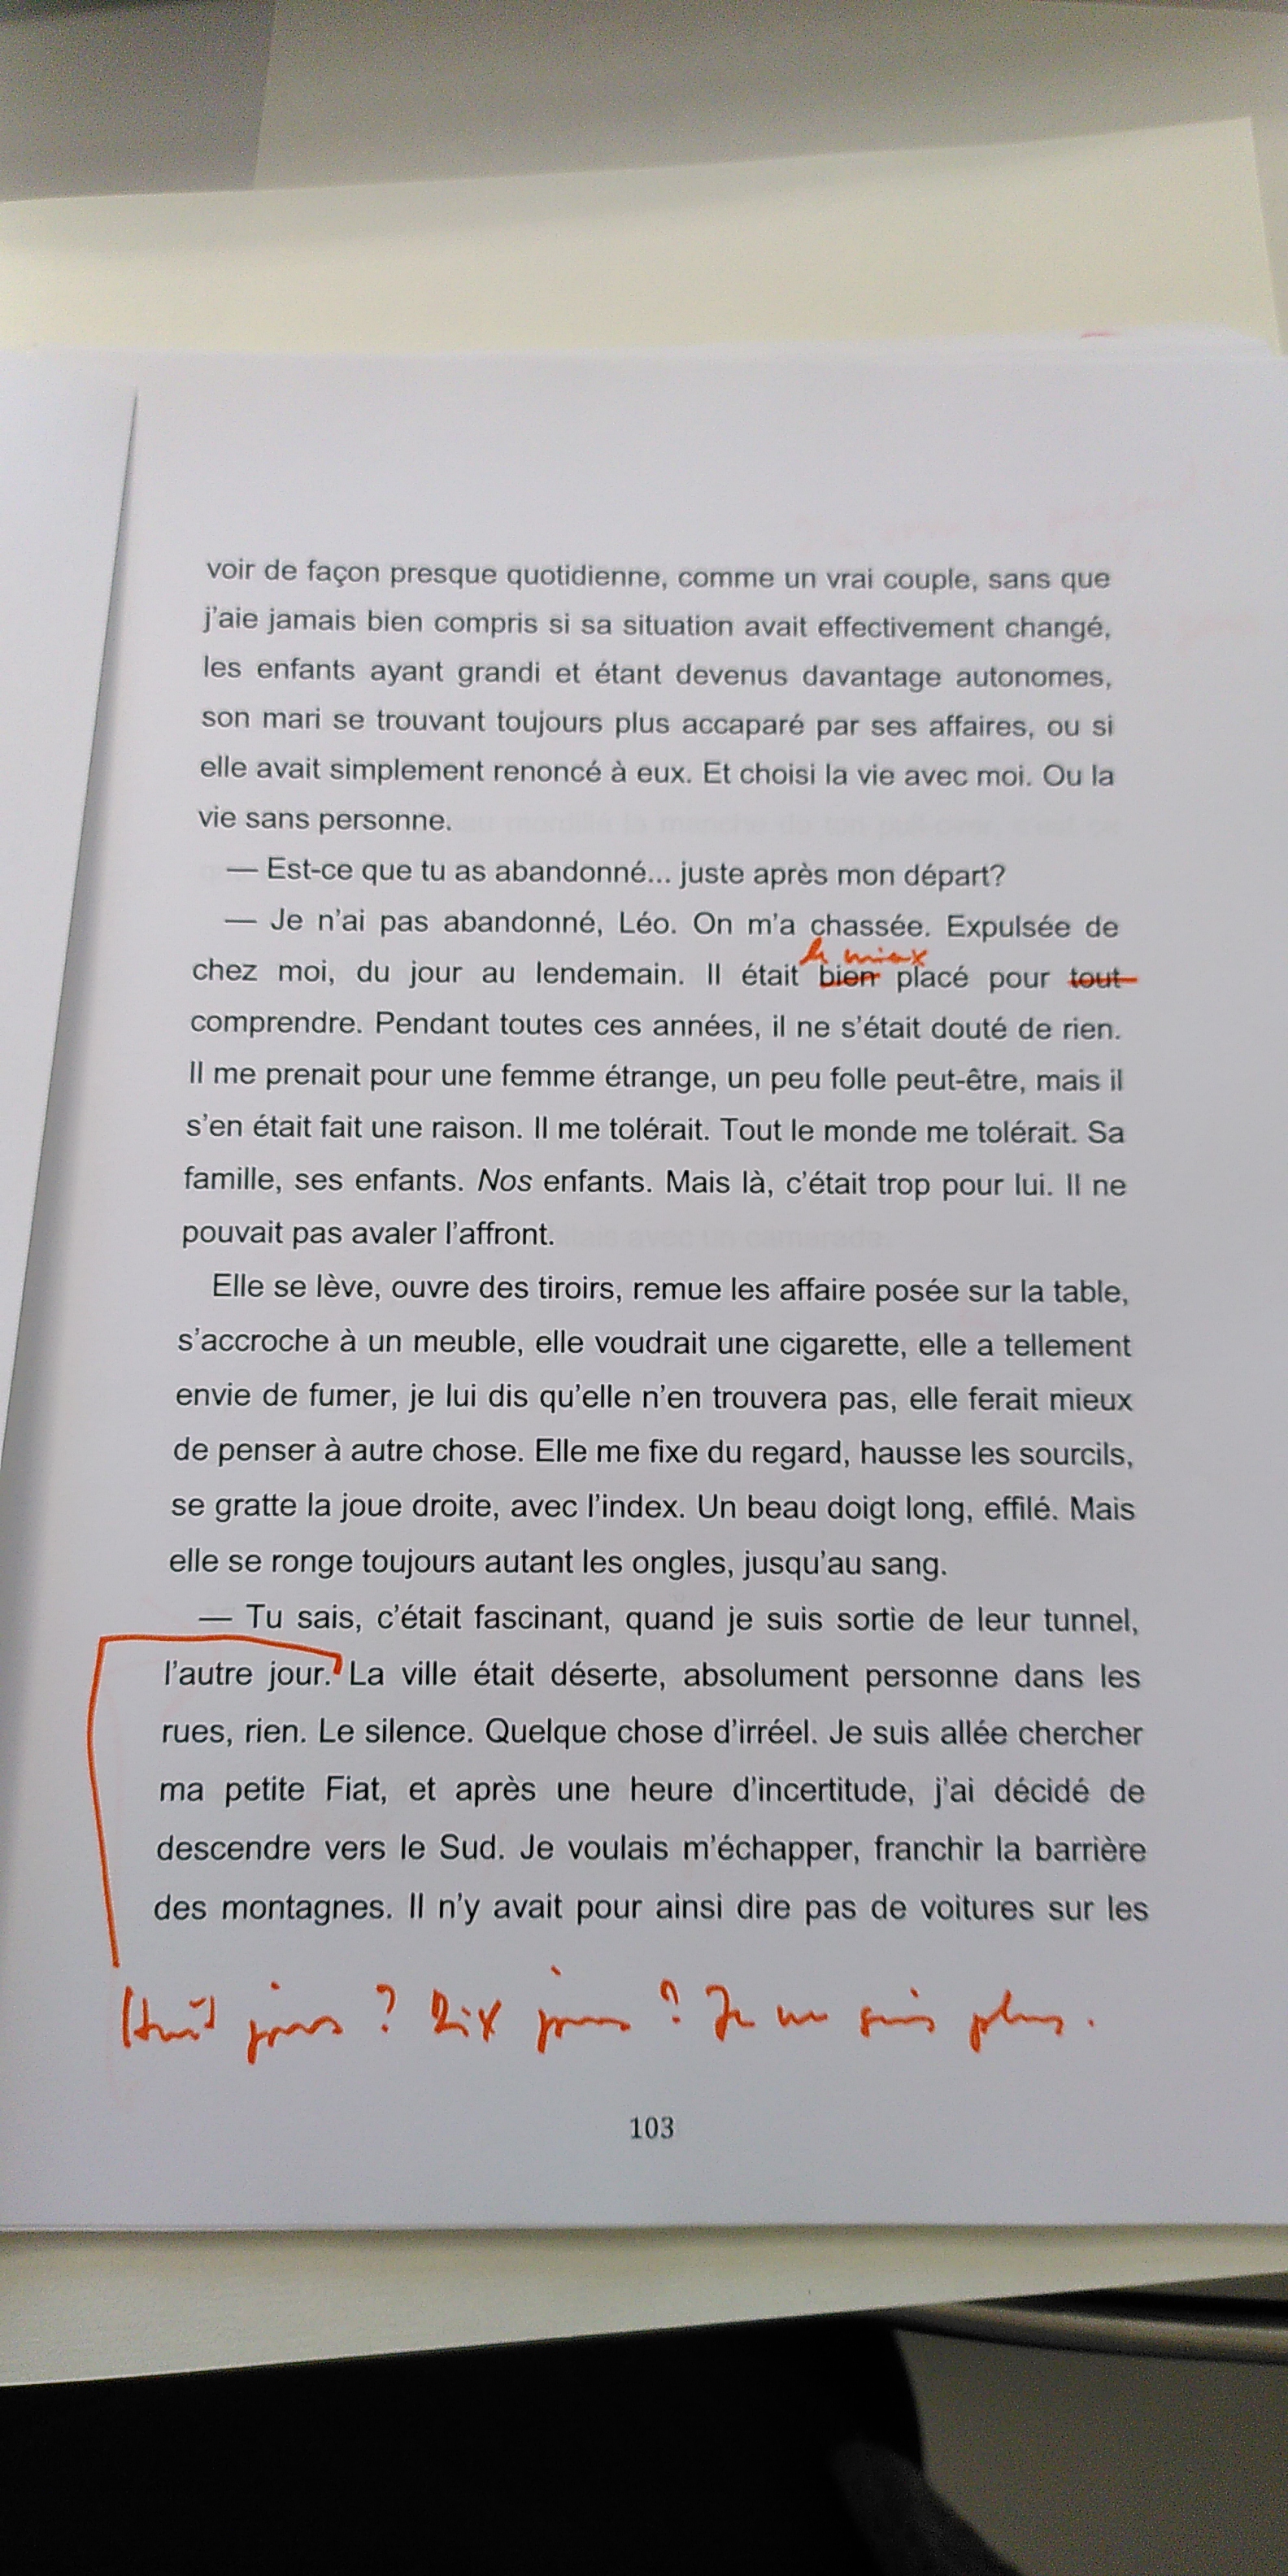 voir de façon presque quotidienne, comme un vrai couple, sans que
j'aie jamais bien compris si sa situation avait effectivement changé,
les enfants ayant grandi et étant devenus davantage autonomes,
son mari se trouvant toujours plus accaparé par ses affaires, ou si
elle avait simplement renoncé à eux. Et choisi la vie avec moi. Ou la
vie sans personne.
— Est-ce que tu as abandonné... juste après mon départ?
— Je n'ai pas abandonné, Léo. On m'a chassée. Expulsée de
le mieux
chez moi, du jour au lendemain. Il était bien placé pour tout
comprendre. Pendant toutes ces années, il ne s'était douté de rien.
Il me prenait pour une femme étrange, un peu folle peut-être, mais il
s'en était fait une raison. Il me tolérait. Tout le monde me tolérait. Sa
famille, ses enfants. Nos enfants. Mais là, c'était trop pour lui. Il ne
pouvait pas avaler l'affront.
Elle se lève, ouvre des tiroirs, remue les affaire posée sur la table,
s'accroche à un meuble, elle voudrait une cigarette, elle a tellement
envie de fumer, je lui dis qu'elle n'en trouvera pas, elle ferait mieux
de penser à autre chose. Elle me fixe du regard, hausse les sourcils,
se gratte la joue droite, avec l'index. Un beau doigt long, effilé. Mais
elle se ronge toujours autant les ongles, jusqu'au sang.
— Tu sais, c'était fascinant, quand je suis sortie de leur tunnel,
l'autre jour. La ville était déserte, absolument personne dans les
rues, rien. Le silence. Quelque chose d'irréel. Je suis allée chercher
ma petite Fiat, et après une heure d'incertitude, j'ai décidé de
descendre vers le Sud. Je voulais m'échapper, franchir la barrière
des montagnes. Il n'y avait pour ainsi dire pas de voitures sur les
Huit jours ? Dix jours ? Je ne sais plus.
103